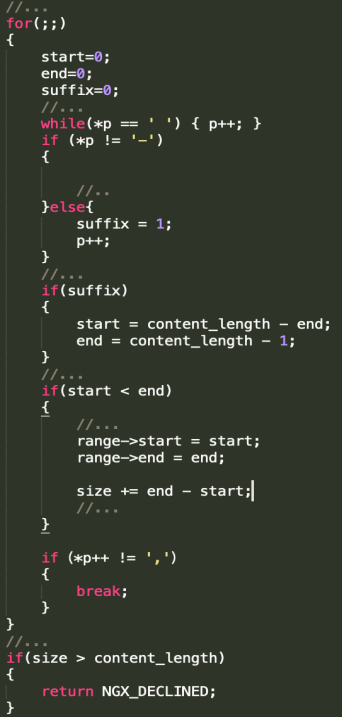 //...
for(;;)
{
start=0;
end=0;
suffix=0;
//...
while(*p == ' ') { p++; }
if (*p != '-')
{
//..
}else{
suffix = 1;
p++;
}
//...
if(suffix)
{
start = content_length - end;
end = content_length - 1;
}
//...
if(start < end)
{
//...
range->start = start;
range->end = end;
size += end - start;
//...
}
if (*p++ != ',')
{
break;
}
}
//...
if(size > content_length)
{
return NGX_DECLINED;
}